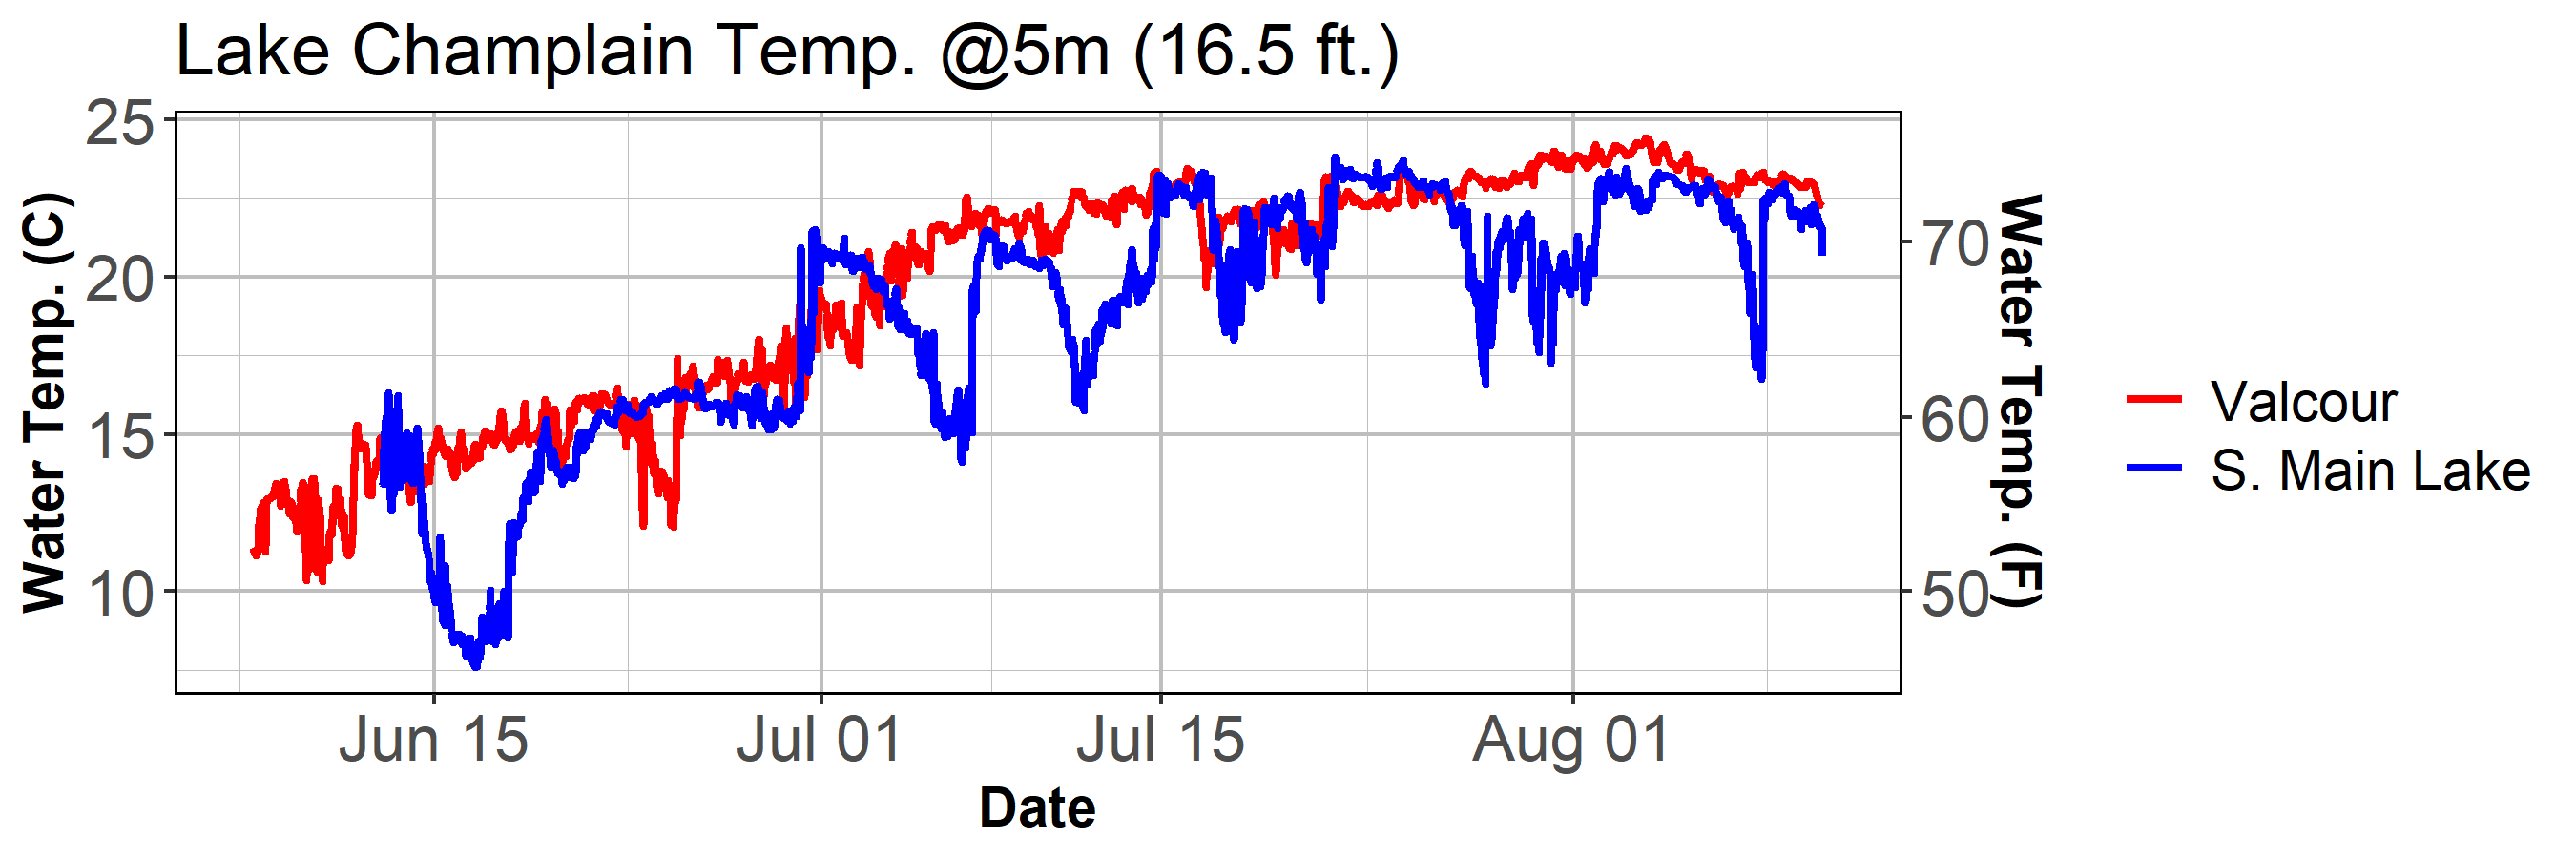 Lake Champlain Temp. @5m (16.5 ft.)
25
20
15
10
Water Temp. (C)
70
60
50
Water Temp. (F)
Jun 15
Jul 01
Jul 15
Aug 01
Date
Valcour
S. Main Lake